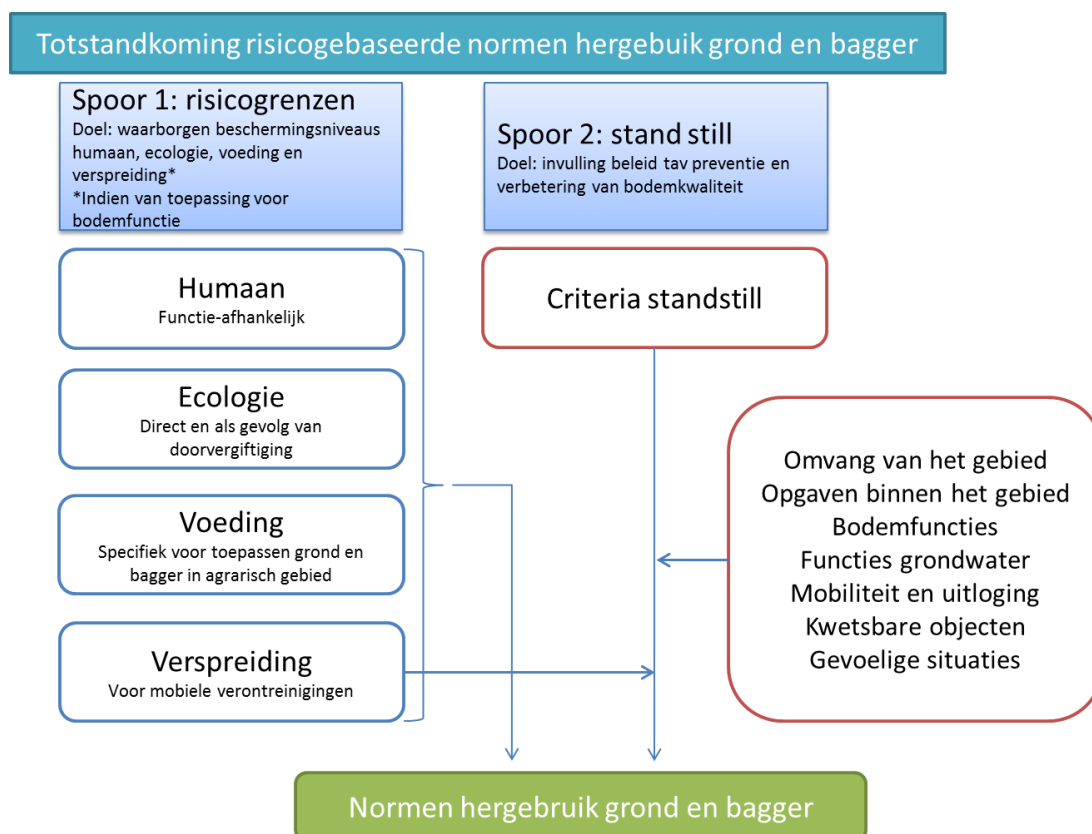 Totstandkoming risicogebaseerde normen hergebuik grond en bagger
Spoor 1: risicogrenzen
Doel: waarborgen beschermingsniveaus
humaan, ecologie, voeding en
verspreiding*
*Indien van toepassing voor
bodemfunctie
Spoor 2: stand still
Doel: invulling beleid tav preventie en
verbetering van bodemkwaliteit
Humaan
Functie-afhankelijk
Criteria standstill
Ecologie
Direct en als gevolg van
doorvergiftiging
Voeding
Specifiek voor toepassen grond en
bagger in agrarisch gebied
Verspreiding
Voor mobiele verontreinigingen
Omvang van het gebied
Opgaven binnen het gebied
Bodemfuncties
Functies grondwater
Mobiliteit en uitloging
Kwetsbare objecten
Gevoelige situaties
Normen hergebruik grond en bagger